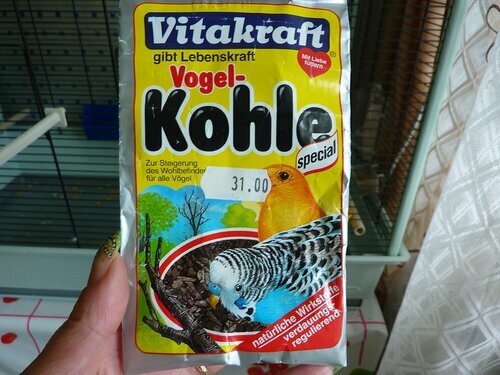 Vitakraft
gibt Lebenskraft
Mit Liebe
füttern
Vogel-
Kohle
special
Zur Steigerung
des Wohlbefinden
für alle Vögel
31.00
natürliche Wirkstoffe
verdauungs-
regulierend